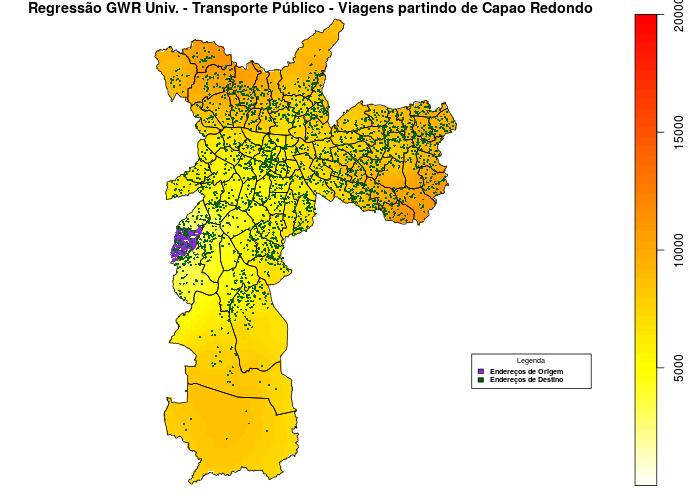 Regressão GWR Univ. - Transporte Público - Viagens partindo de Capao Redondo
20000
15000
10000
5000
Legenda
Endereços de Origem
Endereços de Destino